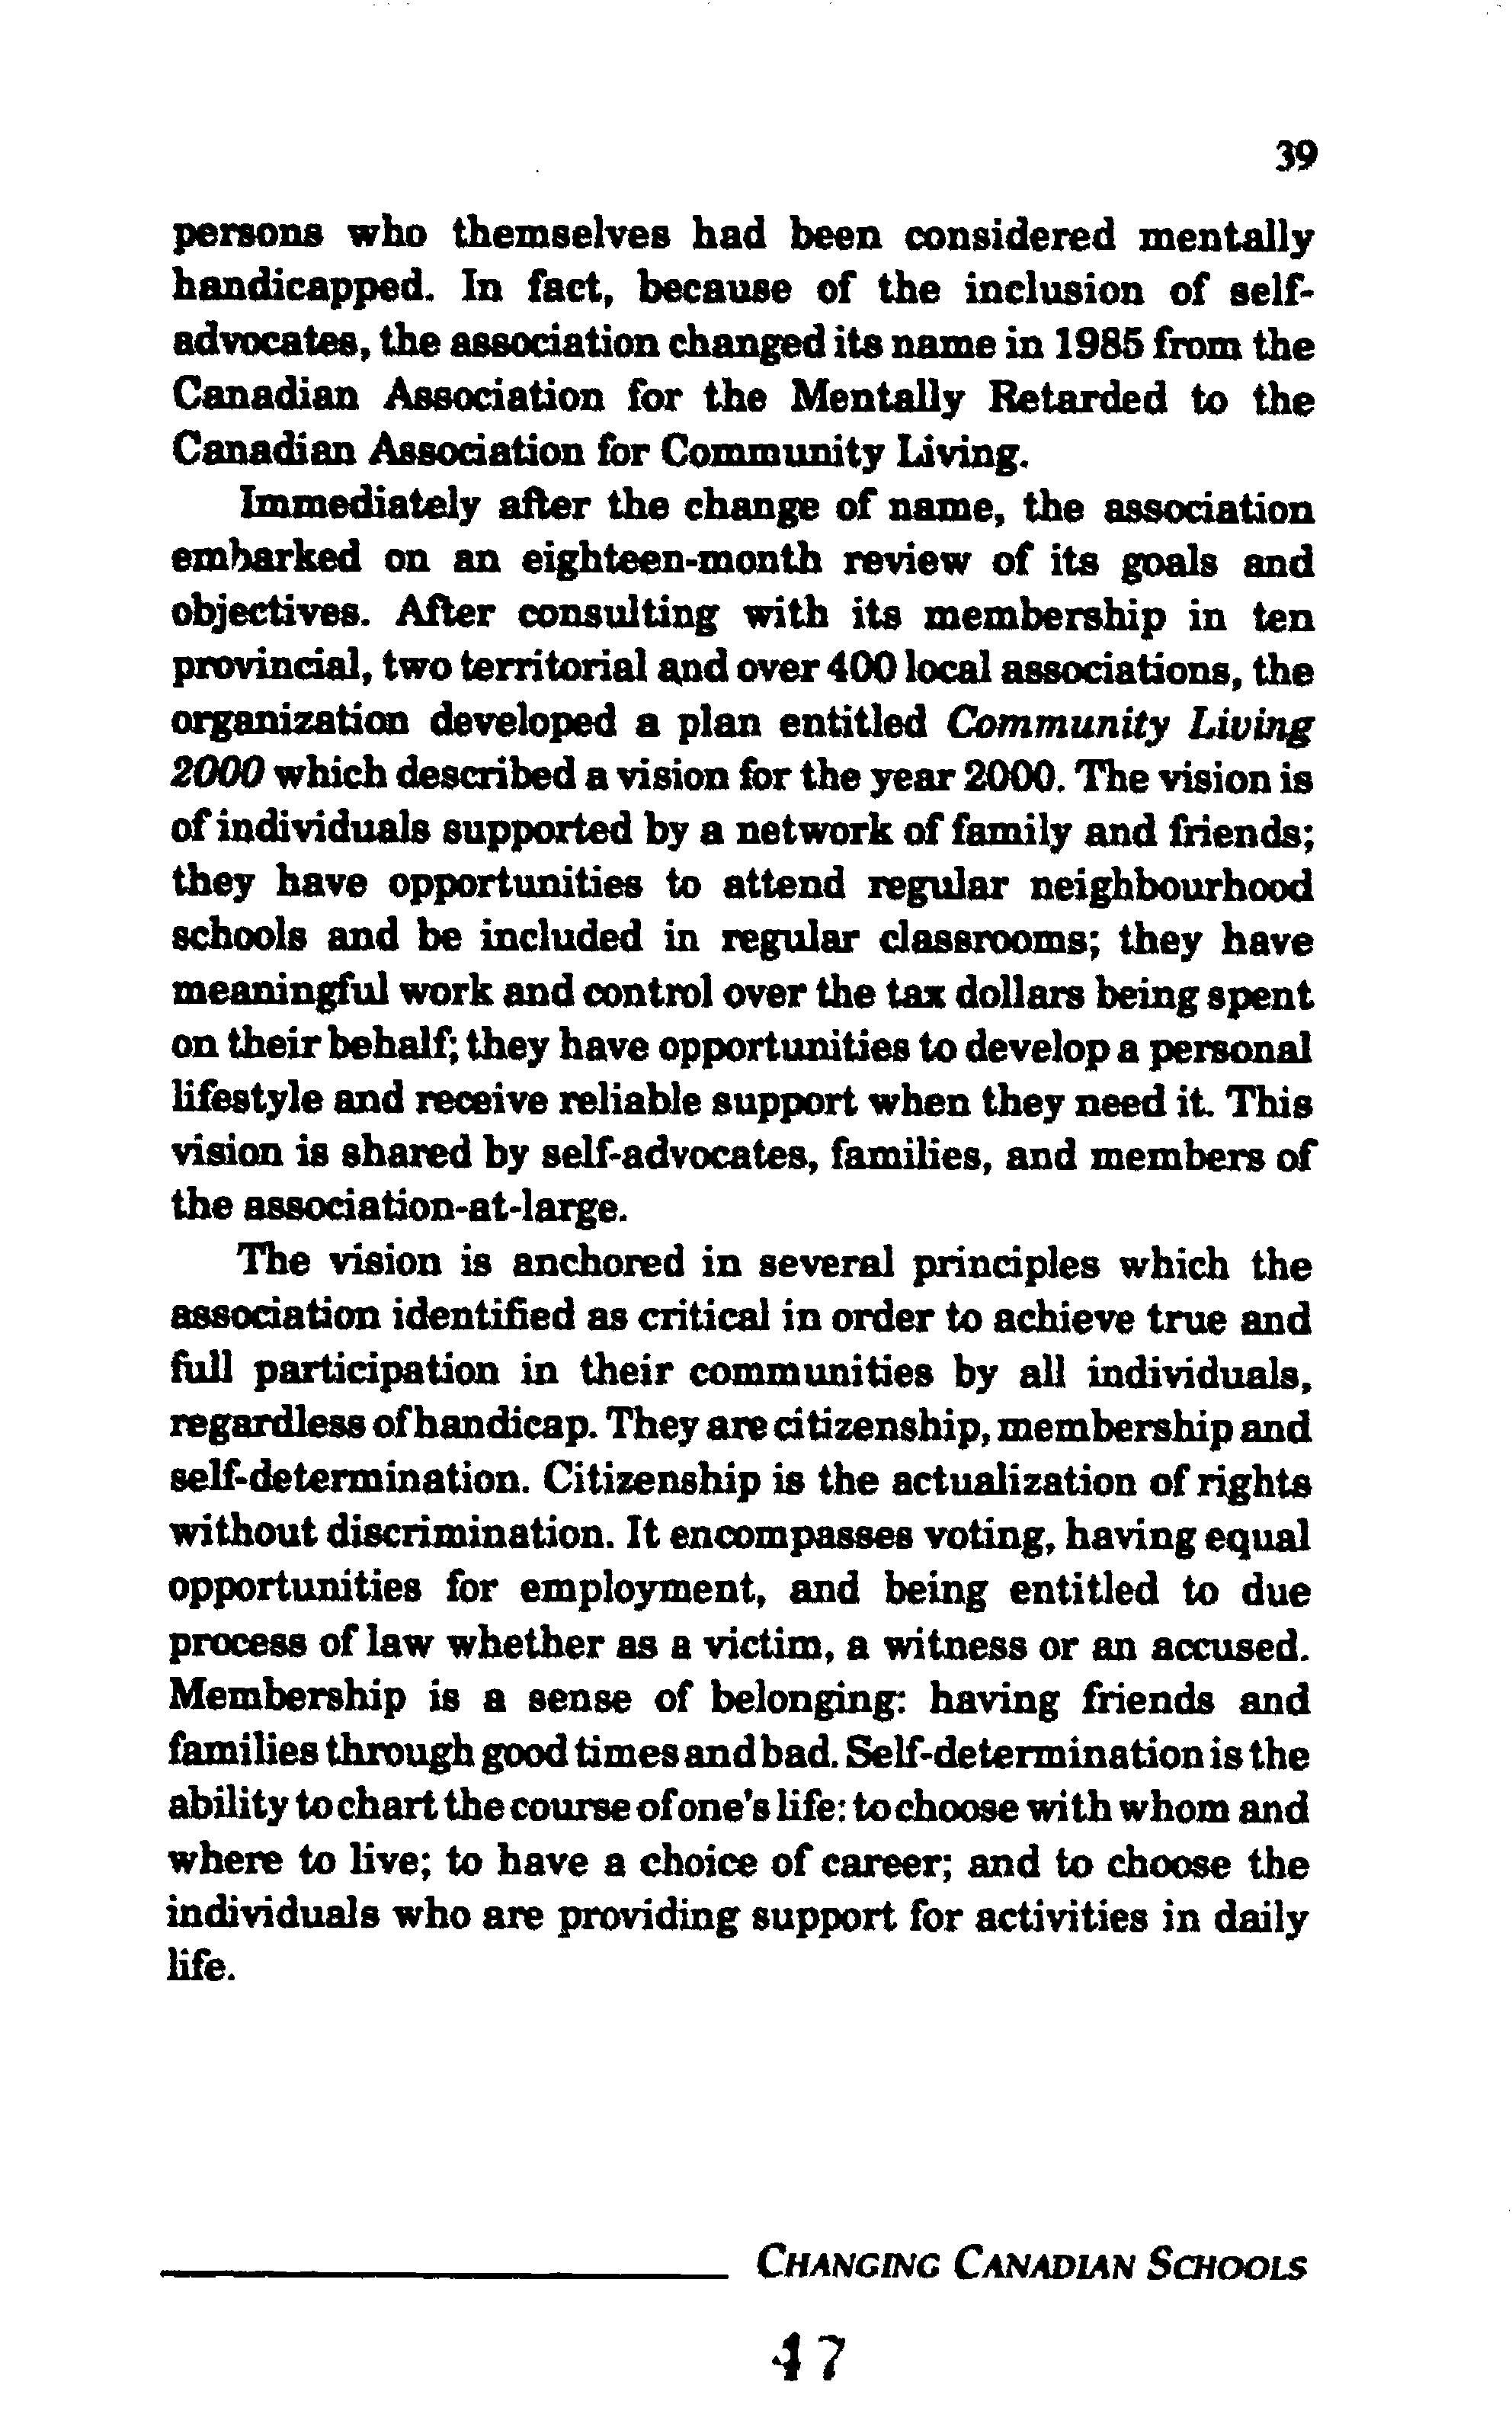 39
persons who themselves had been considered mentally
handicapped. In fact, because of the inclusion of self-
advocates, the association changed its name in 1985 from the
Canadian Association for the Mentally Retarded to the
Canadian Association for Community Living.
Immediately after the change of name, the association
embarked on an eighteen-month review of its goals and
objectives. After consulting with its membership in ten
provincial, two territorial and over 400 local associations, the
organization developed a plan entitled Community Living
2000 which described a vision for the year 2000. The vision is
of individuals supported by a network of family and friends;
they have opportunities to attend regular neighbourhood
schools and be included in regular classrooms; they have
meaningful work and control over the tax dollars being spent
on their behalf; they have opportunities to develop a personal
lifestyle and receive reliable support when they need it. This
vision is shared by self-advocates, families, and members of
the association-at-large.
The vision is anchored in several principles which the
association identified as critical in order to achieve true and
full participation in their communities by all individuals,
regardless of handicap. They are citizenship, membership and
self-determination. Citizenship is the actualization of rights
without discrimination. It encompasses voting, having equal
opportunities for employment, and being entitled to due
process of law whether as a victim, a witness or an accused.
Membership is a sense of belonging: having friends and
families through good times and bad. Self-determination is the
ability to chart the course of one's life: to choose with whom and
where to live; to have a choice of career; and to choose the
individuals who are providing support for activities in daily
life.
CHANGING CANADIAN SCHOOLS
47